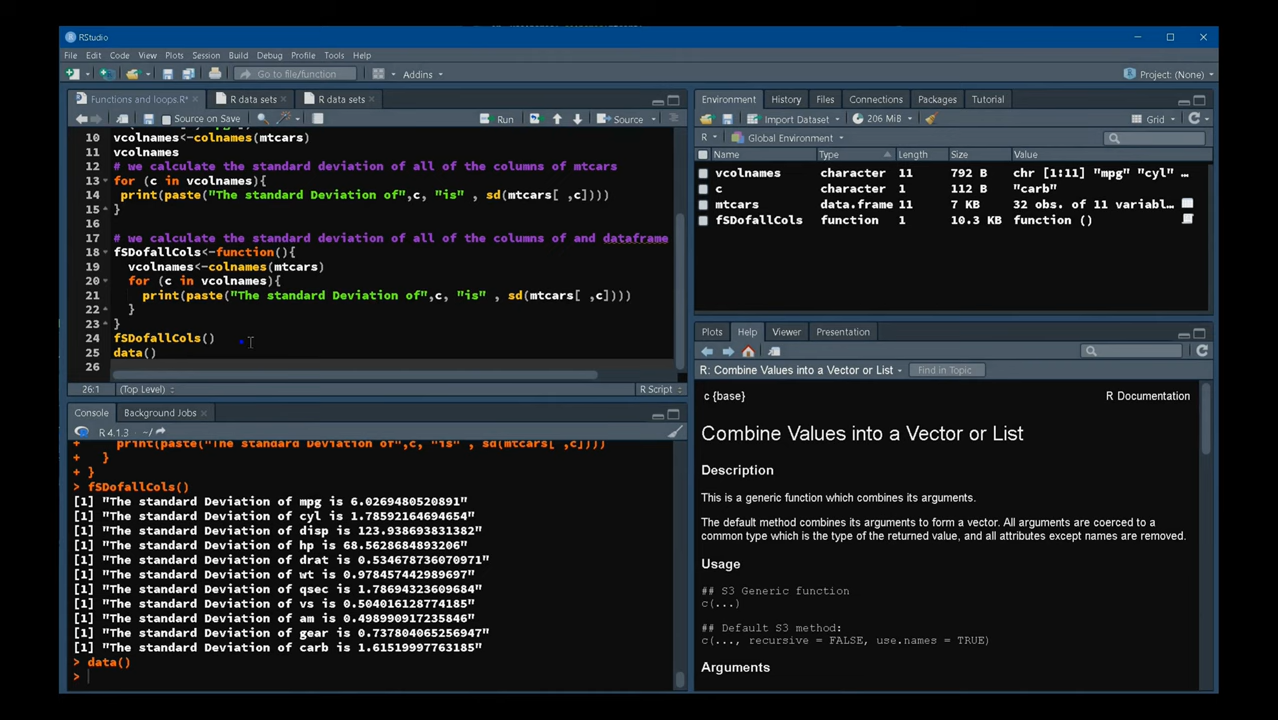 RStudio
File Edit Code View Plots Session Build Debug Profile Tools Help
Go to file/function Addins Project: (None)
Functions and loops.R* R data sets R data sets
Source on Save Run Source
10 vcolnames<-colnames(mtcars)
11 vcolnames
12 # we calculate the standard deviation of all of the columns of mtcars
13 for (c in vcolnames){
14 print(paste("The standard Deviation of",c, "is" , sd(mtcars[ ,c])))
15 }
16
17 # we calculate the standard deviation of all of the columns of and dataframe
18 fSDofallCols<-function(){
19 vcolnames<-colnames(mtcars)
20 for (c in vcolnames){
21 print(paste("The standard Deviation of",c, "is" , sd(mtcars[ ,c])))
22 }
23 }
24 fSDofallCols()
25 data()
26
26:1 (Top Level) R Script
Console Background Jobs
R 4.1.3 · ~/
+ print(paste("The standard Deviation of",c, "is" , sd(mtcars[ ,c])))
+ }
+ }
> fSDofallCols()
[1] "The standard Deviation of mpg is 6.0269480520891"
[1] "The standard Deviation of cyl is 1.78592164694654"
[1] "The standard Deviation of disp is 123.938693831382"
[1] "The standard Deviation of hp is 68.5628684893206"
[1] "The standard Deviation of drat is 0.534678736070971"
[1] "The standard Deviation of wt is 0.978457442989697"
[1] "The standard Deviation of qsec is 1.78694323609684"
[1] "The standard Deviation of vs is 0.504016128774185"
[1] "The standard Deviation of am is 0.498990917235846"
[1] "The standard Deviation of gear is 0.737804065256947"
[1] "The standard Deviation of carb is 1.61519997763185"
> data()
>
Environment History Files Connections Packages Tutorial
Import Dataset 206 MiB Grid
R Global Environment
Name Type Length Size Value
vcolnames character 11 792 B chr [1:11] "mpg" "cyl" …
c character 1 112 B "carb"
mtcars data.frame 11 7 KB 32 obs. of 11 variabl…
fSDofallCols function 1 10.3 KB function ()
Plots Help Viewer Presentation
R: Combine Values into a Vector or List Find in Topic
c {base} R Documentation
Combine Values into a Vector or List
Description
This is a generic function which combines its arguments.
The default method combines its arguments to form a vector. All arguments are coerced to a
common type which is the type of the returned value, and all attributes except names are removed.
Usage
## S3 Generic function
c(...)
## Default S3 method:
c(..., recursive = FALSE, use.names = TRUE)
Arguments